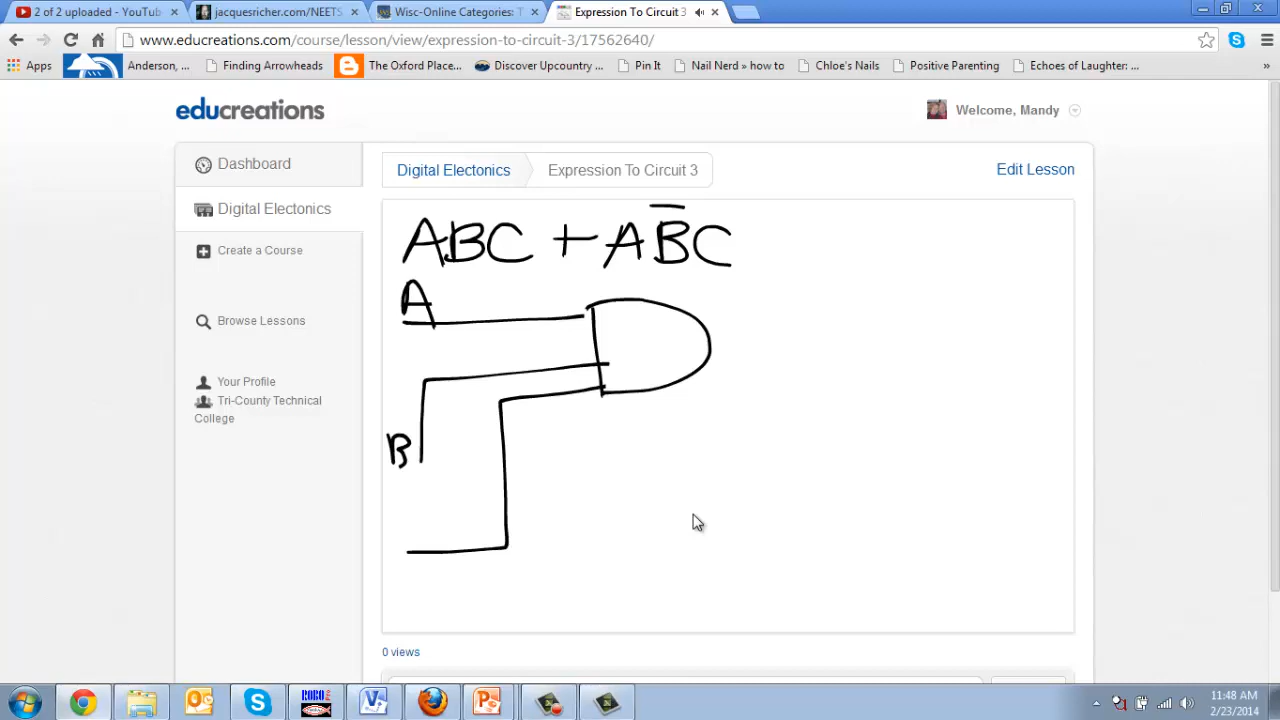 2 of 2 uploaded - YouTu
jacquesricher.com/NEETS
Wisc-Online Categories: T
Expression To Circuit 3
www.educreations.com/course/lesson/view/expression-to-circuit-3/17562640/
Apps
Anderson, ...
Finding Arrowheads
The Oxford Place...
Discover Upcountry ...
Pin It
Nail Nerd » how to
Chloe's Nails
Positive Parenting
Echoes of Laughter: ...
»
educreations
Welcome, Mandy
Dashboard
Digital Electonics
Expression To Circuit 3
Edit Lesson
Digital Electonics
Create a Course
Browse Lessons
Your Profile
Tri-County Technical
College
ABC + AB̅C
A
B
0 views
11:48 AM
2/23/2014